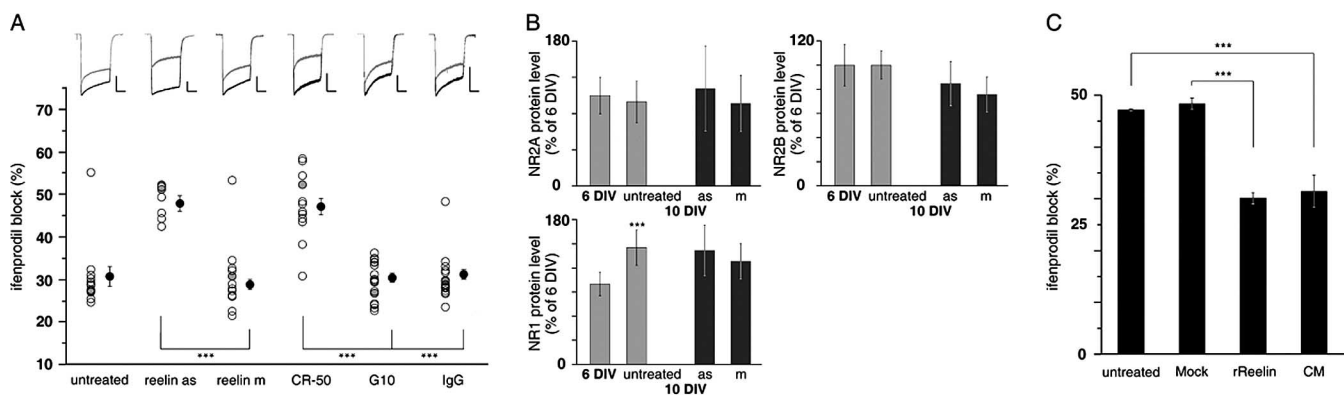 A
ifenprodil block (%)
70
60
50
40
30
20
10
***
***
***
untreated
reelin as
reelin m
CR-50
G10
IgG
B
NR2A protein level
(% of 6 DIV)
180
0
6 DIV
untreated
as
m
10 DIV
NR2B protein level
(% of 6 DIV)
120
0
6 DIV
untreated
as
m
10 DIV
NR1 protein level
(% of 6 DIV)
180
0
***
6 DIV
untreated
as
m
10 DIV
C
***
***
ifenprodil block (%)
50
25
0
untreated
Mock
rReelin
CM